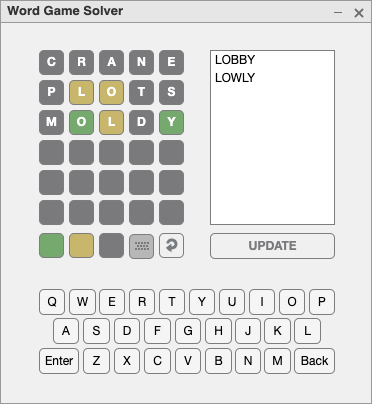 Word Game Solver
C R A N E
P L O T S
M O L D Y
LOBBY
LOWLY
UPDATE
Q W E R T Y U I O P
A S D F G H J K L
Enter Z X C V B N M Back